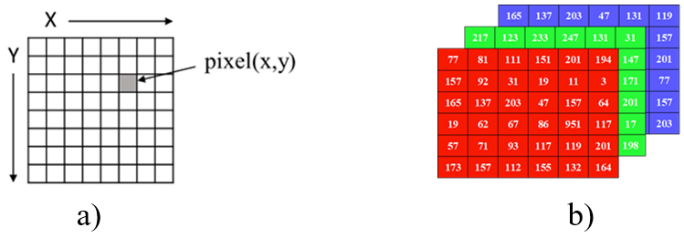 X
Y
pixel(x,y)
a)
165 137 203 47 131 119
217 123 233 247 131 31 157
77 81 111 151 201 194 147 201
157 92 31 19 11 3 171 77
165 137 203 47 157 64 201 157
19 62 67 86 951 117 17 203
57 71 93 117 119 201 198
173 157 112 155 132 164
b)